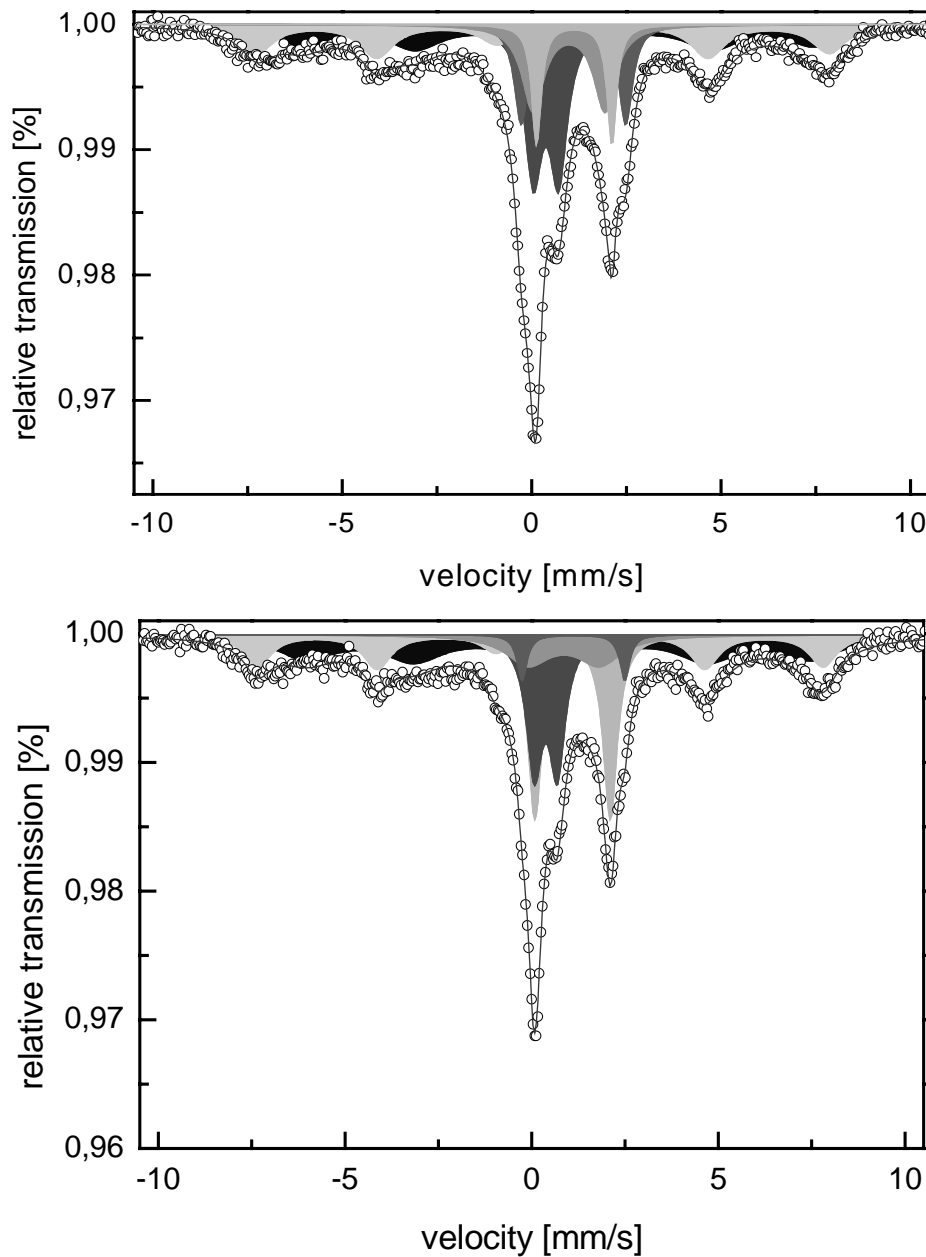 1,00
0,99
0,98
0,97
relative transmission [%]
-10 -5 0 5 10
velocity [mm/s]
1,00
0,99
0,98
0,97
0,96
relative transmission [%]
-10 -5 0 5 10
velocity [mm/s]